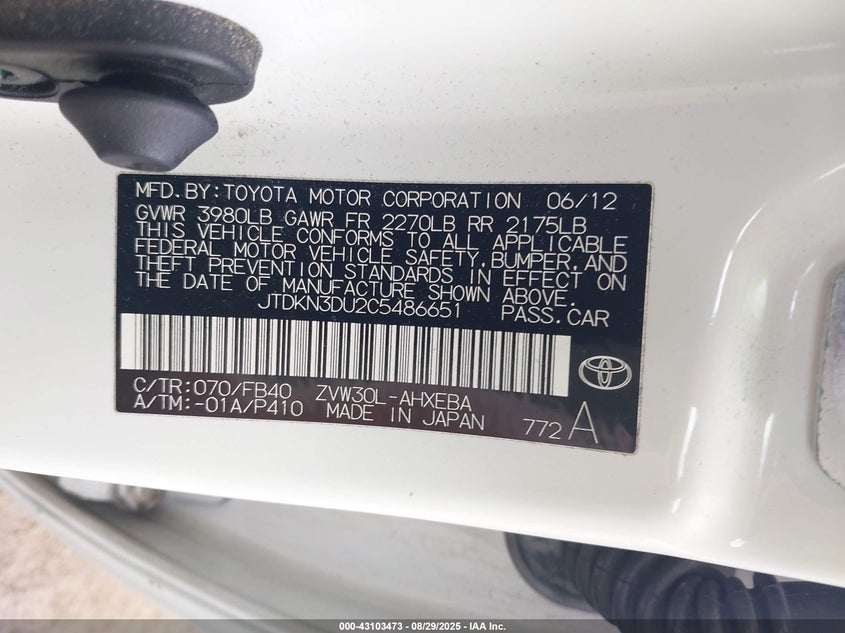 MFD.BY:TOYOTA MOTOR CORPORATION 06/12
GVWR 3980LB GAWR FR 2270LB RR 2175LB
THIS VEHICLE CONFORMS TO ALL APPLICABLE
FEDERAL MOTOR VEHICLE SAFETY,BUMPER,AND
THEFT PREVENTION STANDARDS IN EFFECT ON
THE DATE OF MANUFACTURE SHOWN ABOVE.
JTDKN3DU2C5486651 PASS.CAR
C/TR:070/FB40 ZVW30L-AHXEBA
A/TM:-01A/P410 MADE IN JAPAN 772A
000-43103473 - 08/29/2025 - IAA Inc.